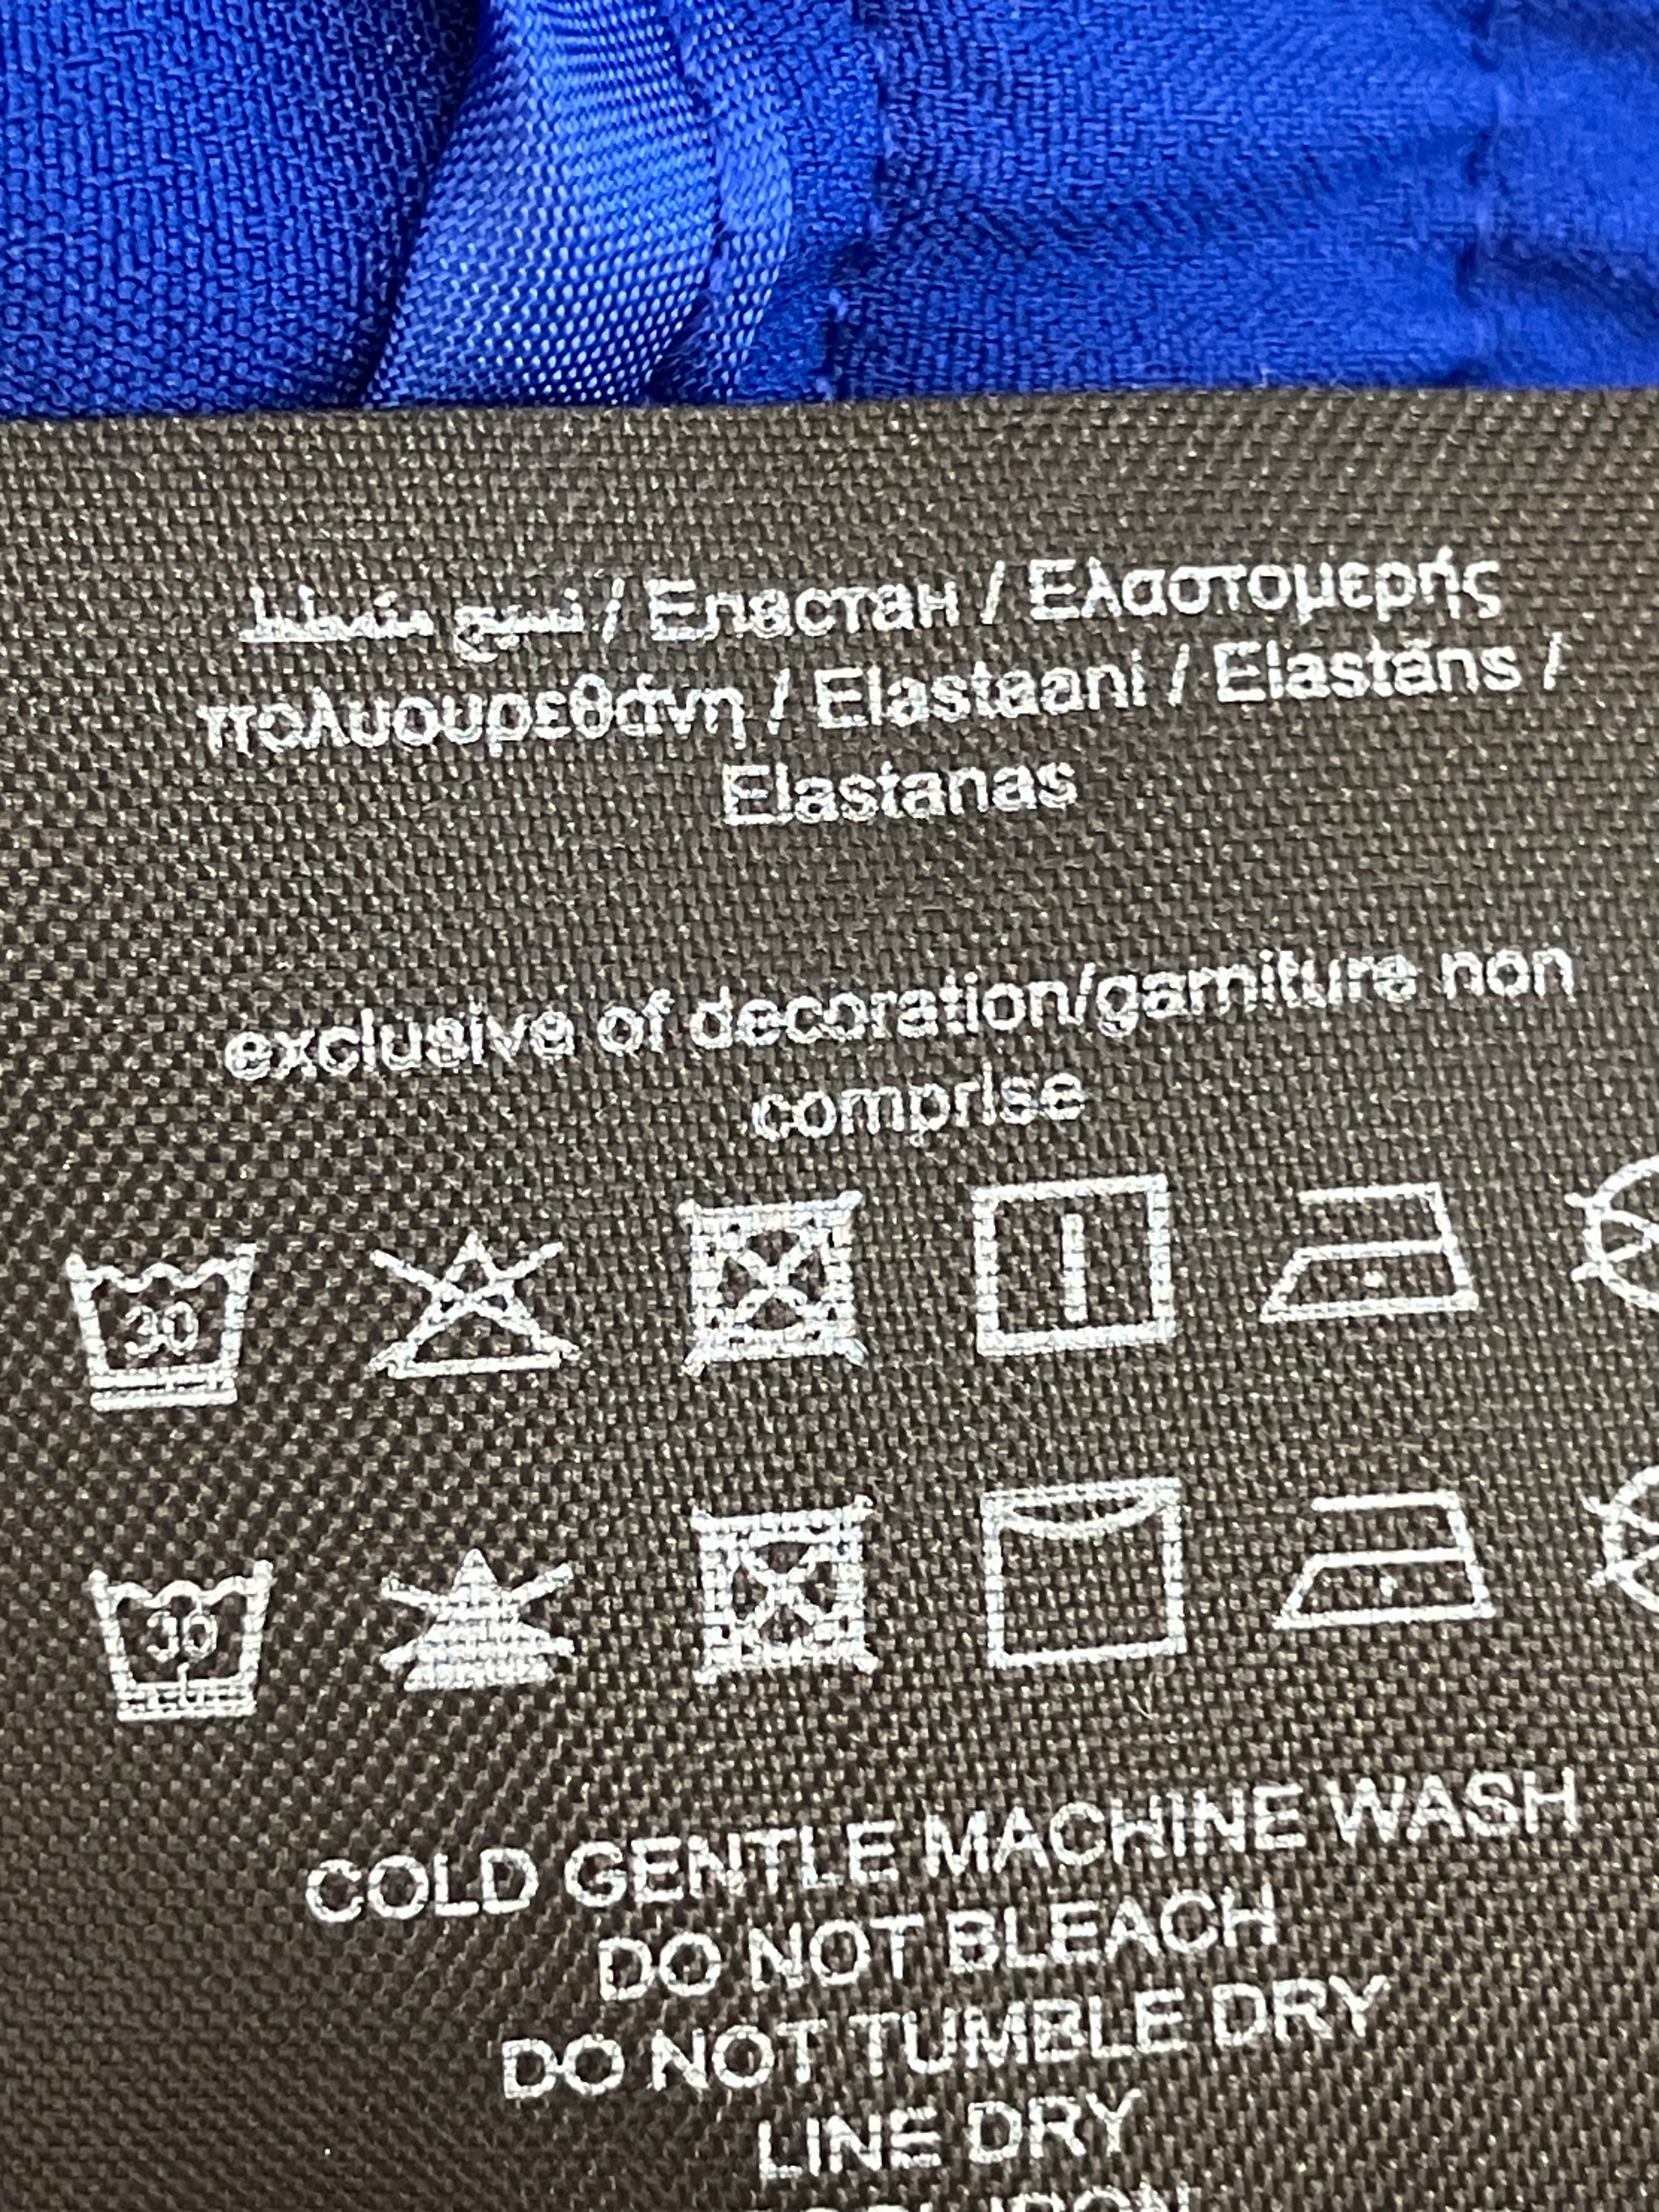 نسيج مطاط / Еластан / Ελαστομερής
πολυουρεθάνη / Elastaani / Elastāns /
Elastanas
exclusive of decoration/garniture non
comprise
30
30
COLD GENTLE MACHINE WASH
DO NOT BLEACH
DO NOT TUMBLE DRY
LINE DRY
IRON